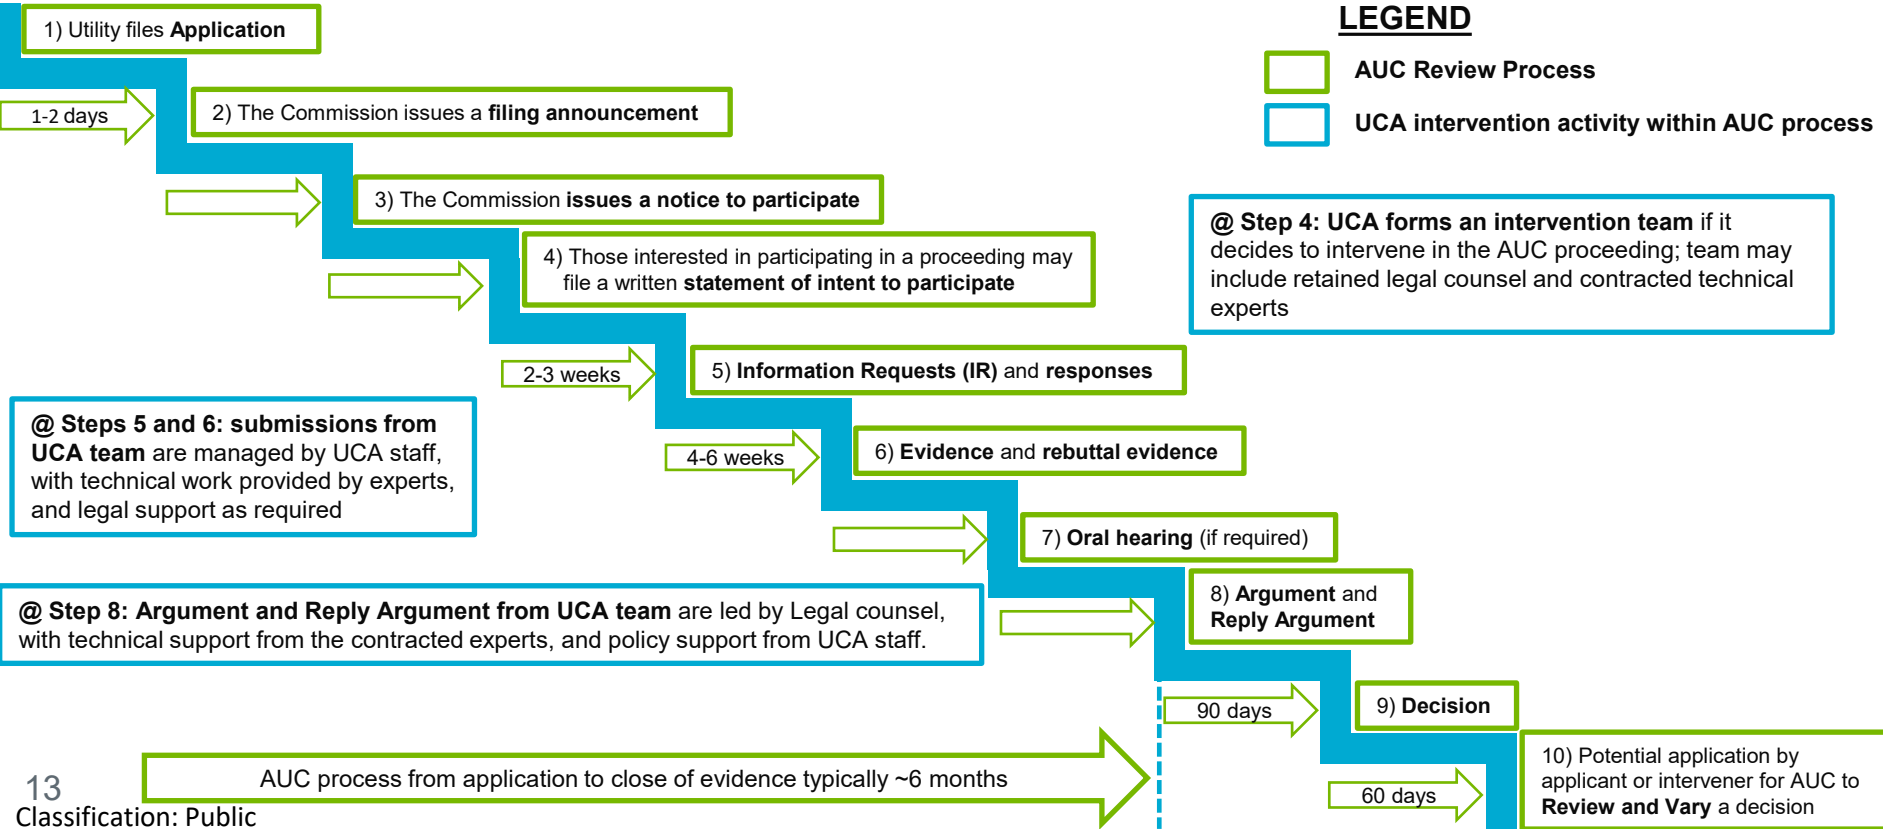 1) Utility files Application
LEGEND
AUC Review Process
UCA intervention activity within AUC process
1-2 days
2) The Commission issues a filing announcement
3) The Commission issues a notice to participate
4) Those interested in participating in a proceeding may
file a written statement of intent to participate
@ Step 4: UCA forms an intervention team if it
decides to intervene in the AUC proceeding; team may
include retained legal counsel and contracted technical
experts
2-3 weeks
5) Information Requests (IR) and responses
@ Steps 5 and 6: submissions from
UCA team are managed by UCA staff,
with technical work provided by experts,
and legal support as required
4-6 weeks
6) Evidence and rebuttal evidence
7) Oral hearing (if required)
@ Step 8: Argument and Reply Argument from UCA team are led by Legal counsel,
with technical support from the contracted experts, and policy support from UCA staff.
8) Argument and
Reply Argument
90 days
9) Decision
AUC process from application to close of evidence typically ~6 months
60 days
10) Potential application by
applicant or intervener for AUC to
Review and Vary a decision
13
Classification: Public